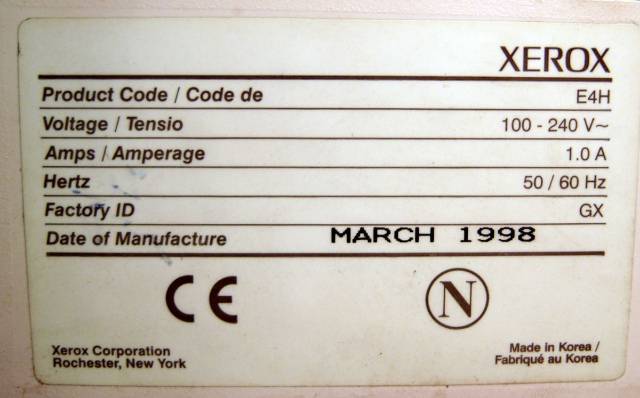 XEROX
Product Code / Code de E4H
Voltage / Tensio 100 - 240 V~
Amps / Amperage 1.0 A
Hertz 50 / 60 Hz
Factory ID GX
Date of Manufacture MARCH 1998
CE N
Xerox Corporation Made in Korea /
Rochester, New York Fabriqué au Korea